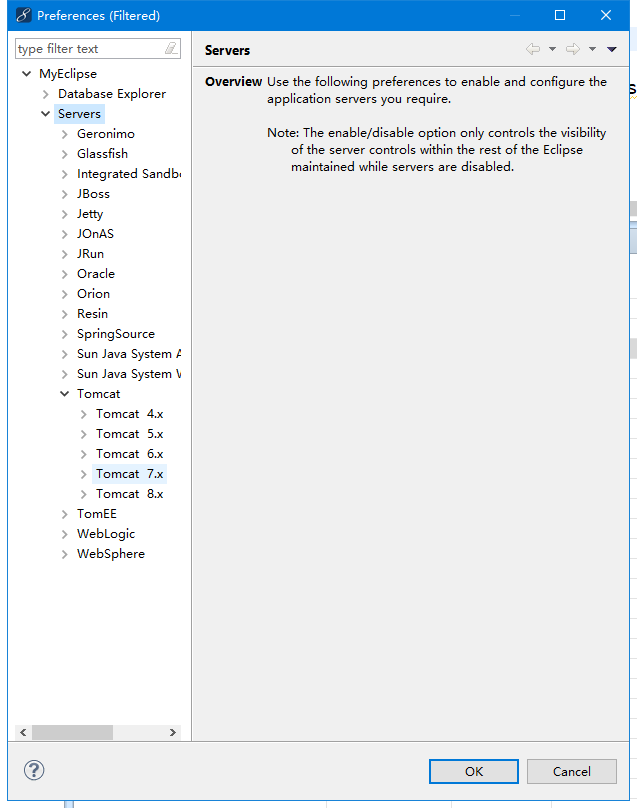 Preferences (Filtered)
type filter text
MyEclipse
Database Explorer
Servers
Geronimo
Glassfish
Integrated Sandb
JBoss
Jetty
JOnAS
JRun
Oracle
Orion
Resin
SpringSource
Sun Java System A
Sun Java System W
Tomcat
Tomcat 4.x
Tomcat 5.x
Tomcat 6.x
Tomcat 7.x
Tomcat 8.x
TomEE
WebLogic
WebSphere
Servers
Overview Use the following preferences to enable and configure the
application servers you require.
Note: The enable/disable option only controls the visibility
of the server controls within the rest of the Eclipse
maintained while servers are disabled.
?
OK
Cancel
s